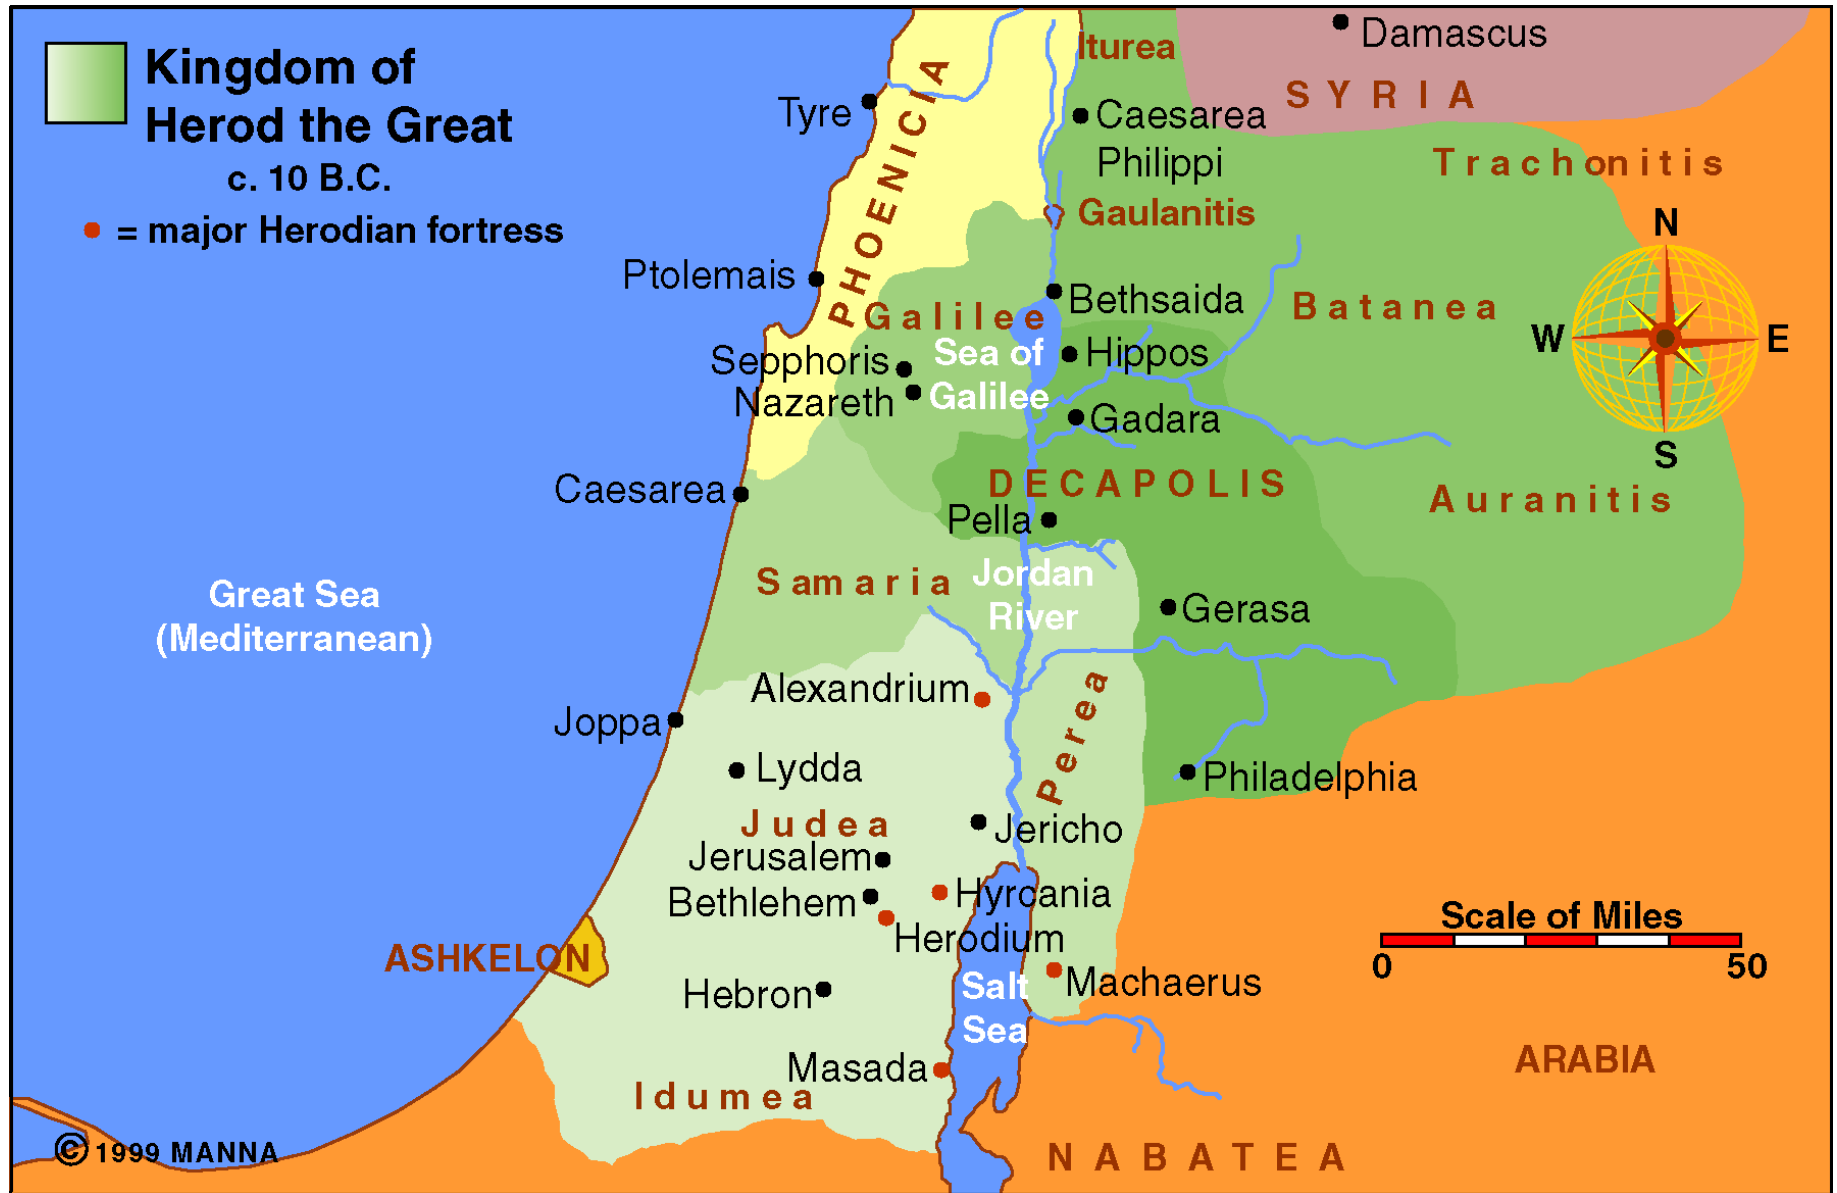 Kingdom of
Herod the Great
c. 10 B.C.
= major Herodian fortress
Damascus
Iturea
SYRIA
Tyre
PHOENICIA
Caesarea
Philippi
Trachonitis
Gaulanitis
N
W
E
S
Ptolemais
Bethsaida
Batanea
Galilee
Sea of
Galilee
Hippos
Sepphoris
Nazareth
Gadara
DECAPOLIS
Auranitis
Caesarea
Pella
Great Sea
(Mediterranean)
Samaria
Jordan
River
Gerasa
Alexandrium
Perea
Joppa
Lydda
Philadelphia
Judea
Jericho
Jerusalem
Bethlehem
Hyrcania
Herodium
Scale of Miles
0
50
ASHKELON
Hebron
Salt
Sea
Machaerus
Masada
Idumea
ARABIA
© 1999 MANNA
NABATEA